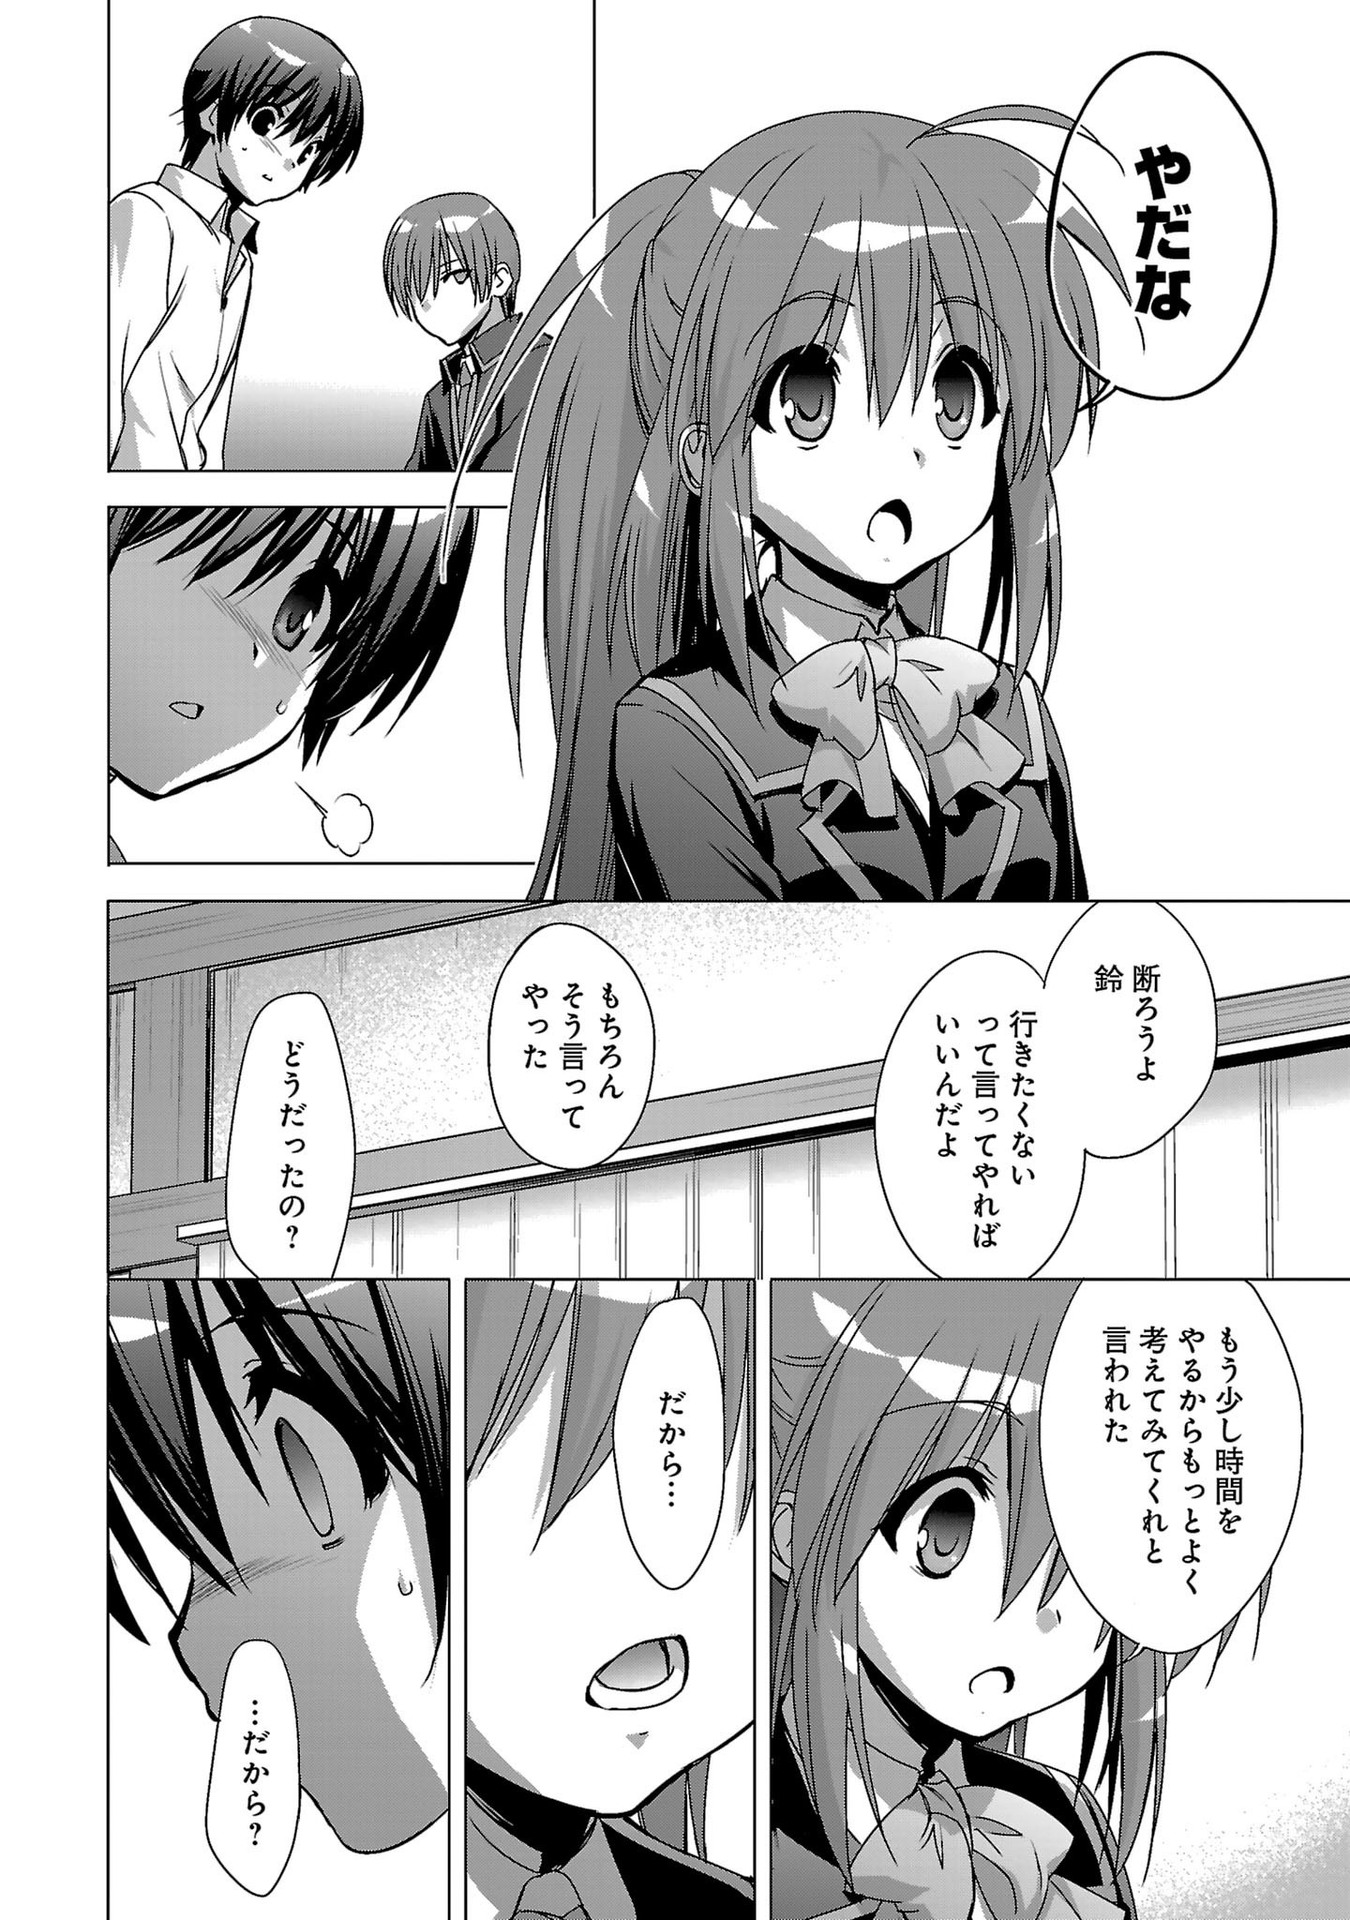 やだな
断ろうよ
鈴
行きたくない
って言ってやれば
いいんだよ
もちろん
そう言って
やった
どうだったの？
もう少し時間を
やるからもっとよく
考えてみてくれと
言われた
だから…
…だから？